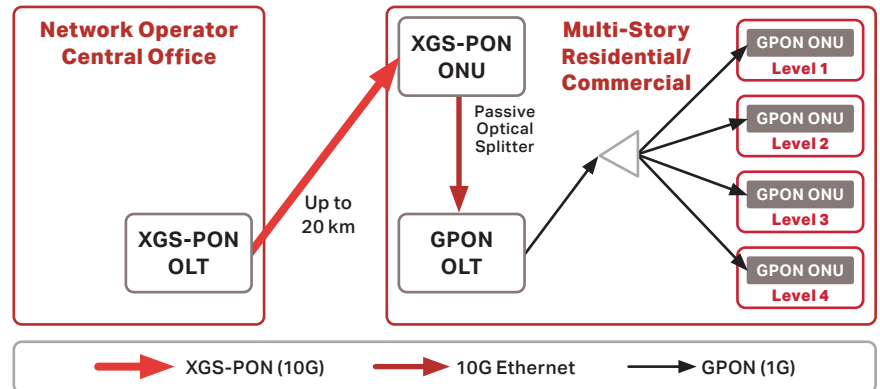 Network Operator
Central Office
XGS-PON
OLT
Up to
20 km
XGS-PON
ONU
Passive
Optical
Splitter
GPON
OLT
Multi-Story
Residential/
Commercial
GPON ONU
Level 1
GPON ONU
Level 2
GPON ONU
Level 3
GPON ONU
Level 4
XGS-PON (10G)
10G Ethernet
GPON (1G)